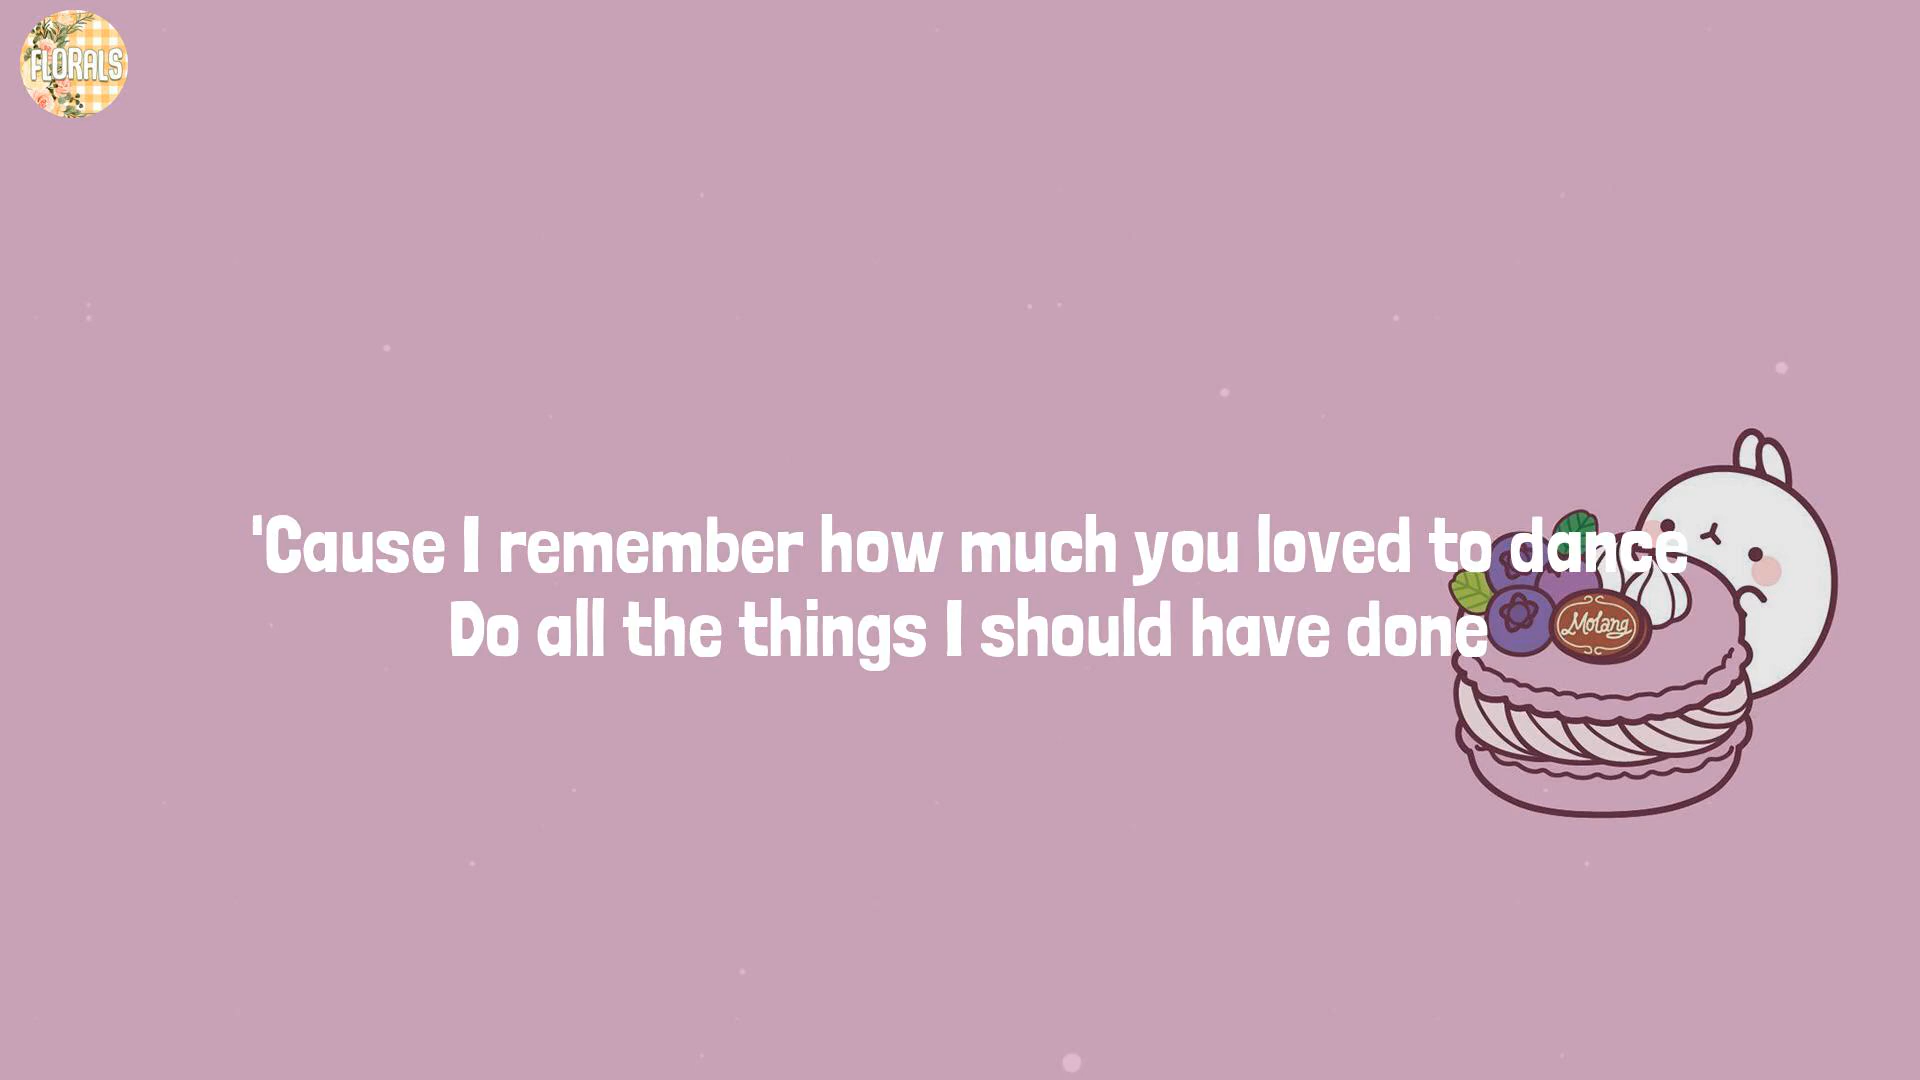 FLORALS
'Cause I remember how much you loved to dance
Do all the things I should have done
Molang